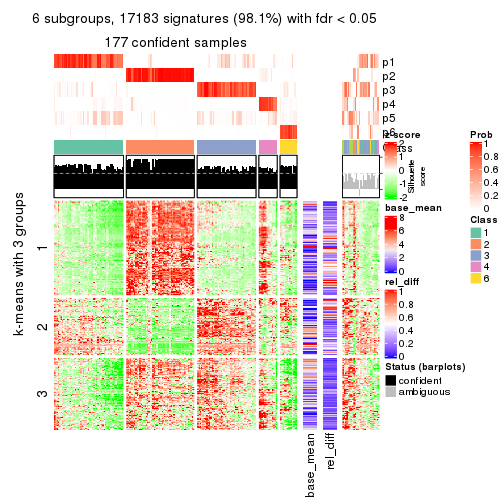 6 subgroups, 17183 signatures (98.1%) with fdr < 0.05
177 confident samples
p1
p2
p3
p4
p5
p6
Class
Silhouette
score
k-means with 3 groups
1
2
3
base_mean
rel_diff
z-score
2
1
0
-1
-2
base_mean
8
6
4
2
0
rel_diff
1
0.8
0.6
0.4
0.2
0
Status (barplots)
confident
ambiguous
Prob
1
0.8
0.6
0.4
0.2
0
Class
1
2
3
4
6